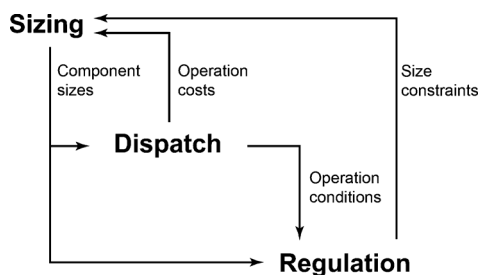 Sizing
Component
sizes
Operation
costs
Size
constraints
Dispatch
Operation
conditions
Regulation